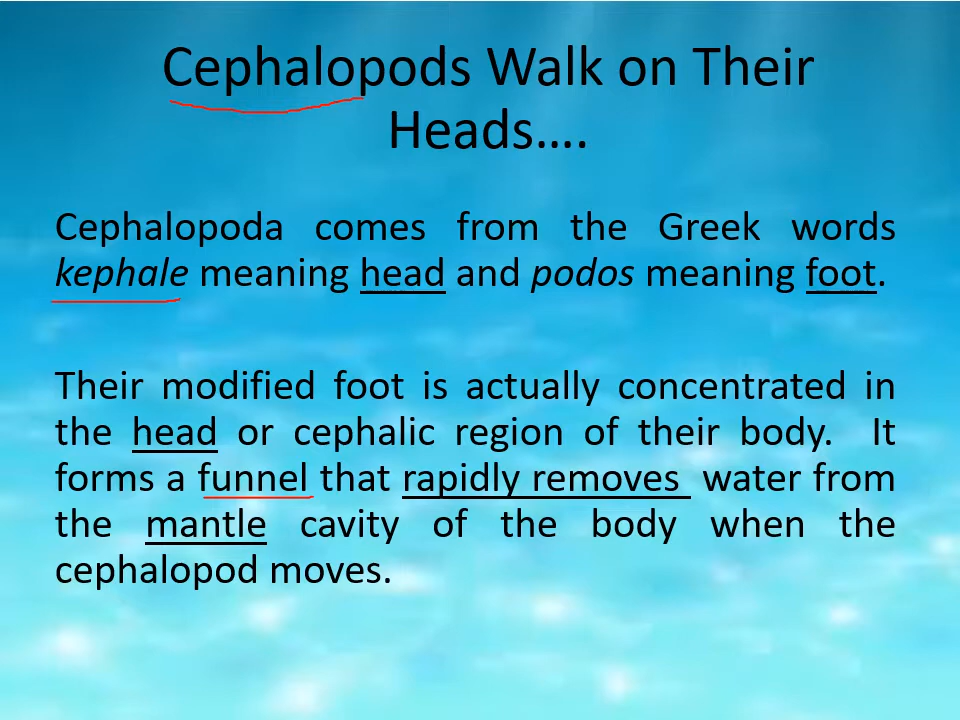 Cephalopods Walk on Their
Heads….
Cephalopoda comes from the Greek words
kephale meaning head and podos meaning foot.
Their modified foot is actually concentrated in
the head or cephalic region of their body. It
forms a funnel that rapidly removes water from
the mantle cavity of the body when the
cephalopod moves.